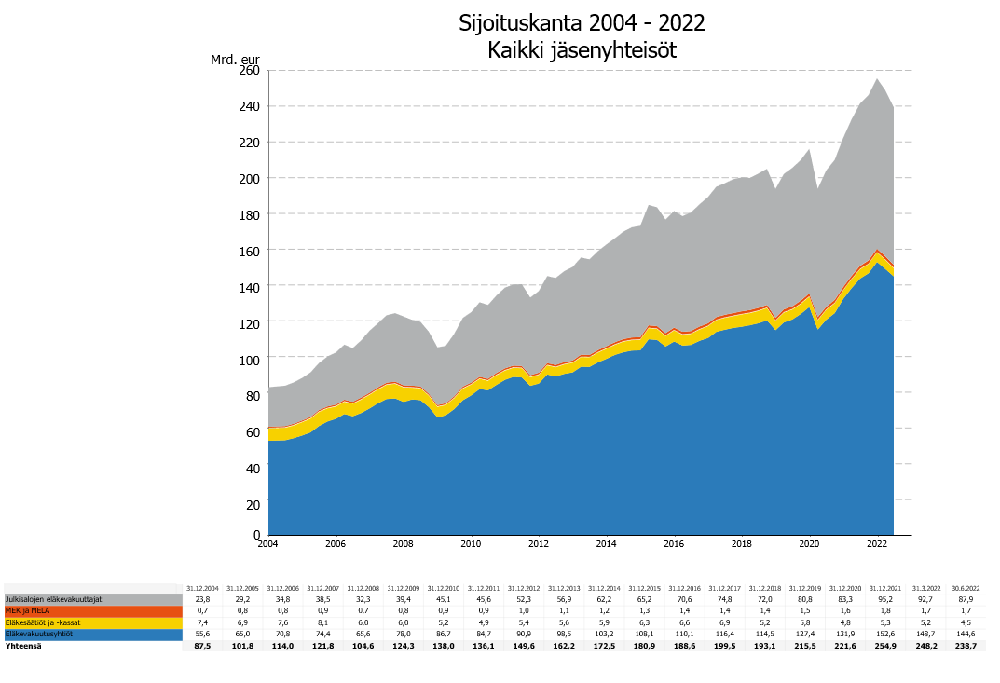 Sijoituskanta 2004 - 2022
Kaikki jäsenyhteisöt
Mrd. eur
260
240
220
200
180
160
140
120
100
80
60
40
20
0
2004 2006 2008 2010 2012 2014 2016 2018 2020 2022
31.12.2004 31.12.2005 31.12.2006 31.12.2007 31.12.2008 31.12.2009 31.12.2010 31.12.2011 31.12.2012 31.12.2013 31.12.2014 31.12.2015 31.12.2016 31.12.2017 31.12.2018 31.12.2019 31.12.2020 31.12.2021 31.3.2022 30.6.2022
Julkisalojen eläkevakuuttajat 23,8 29,2 34,8 38,5 32,3 39,4 45,1 45,6 52,3 56,9 62,2 65,2 70,6 74,8 72,0 80,8 83,3 95,2 92,7 87,9
MEK ja MELA 0,7 0,8 0,8 0,9 0,7 0,8 0,9 0,9 1,0 1,1 1,2 1,3 1,4 1,4 1,4 1,5 1,6 1,8 1,7 1,7
Eläkesäätiöt ja -kassat 7,4 6,9 7,6 8,1 6,0 6,0 5,2 4,9 5,4 5,6 5,9 6,3 6,6 6,9 5,2 5,8 4,8 5,3 5,2 4,5
Eläkevakuutusyhtiöt 55,6 65,0 70,8 74,4 65,6 78,0 86,7 84,7 90,9 98,5 103,2 108,1 110,1 116,4 114,5 127,4 131,9 152,6 148,7 144,6
Yhteensä 87,5 101,8 114,0 121,8 104,6 124,3 138,0 136,1 149,6 162,2 172,5 180,9 188,6 199,5 193,1 215,5 221,6 254,9 248,2 238,7